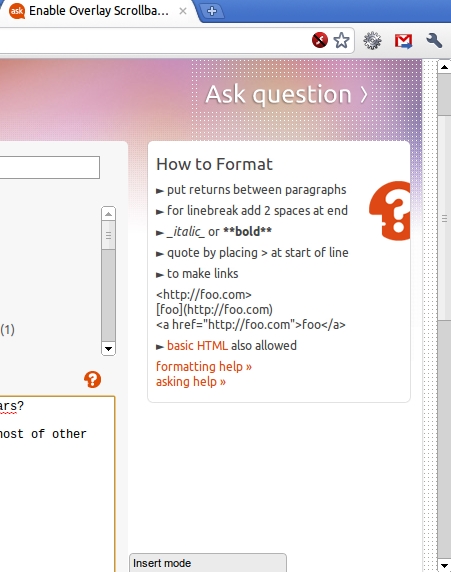 Enable Overlay Scrollba...
Ask question 〉
How to Format
► put returns between paragraphs
► for linebreak add 2 spaces at end
► _italic_ or **bold**
► quote by placing > at start of line
► to make links
<http://foo.com>
[foo](http://foo.com)
<a href="http://foo.com">foo</a>
► basic HTML also allowed
formatting help »
asking help »
(1)
ars?
most of other
Insert mode